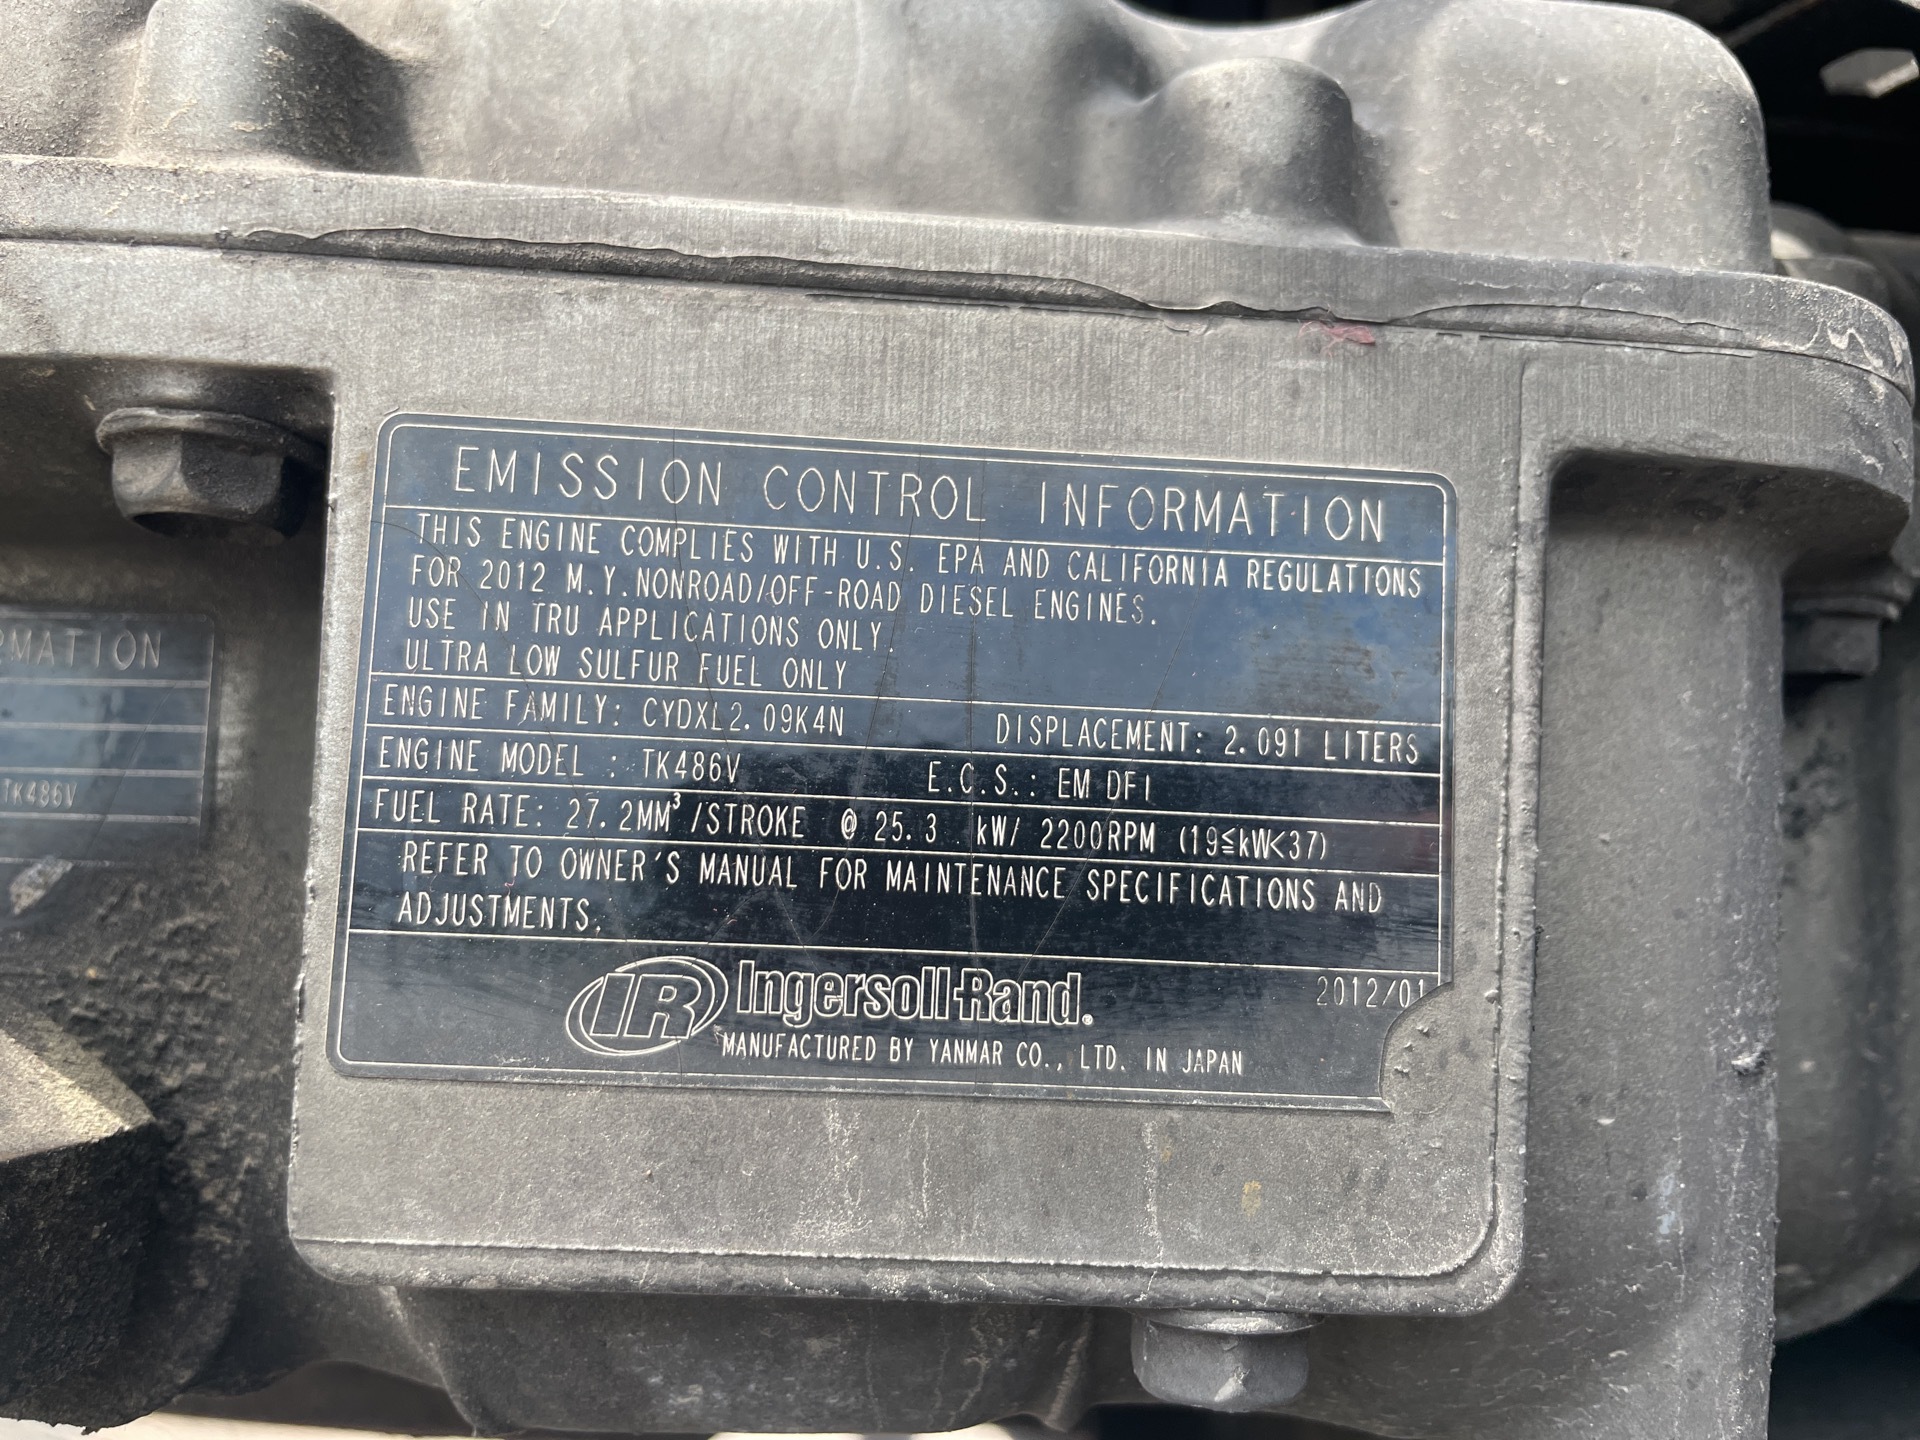 EMISSION CONTROL INFORMATION
THIS ENGINE COMPLIES WITH U.S. EPA AND CALIFORNIA REGULATIONS
FOR 2012 M.Y. NONROAD/OFF-ROAD DIESEL ENGINES.
USE IN TRU APPLICATIONS ONLY.
ULTRA LOW SULFUR FUEL ONLY
ENGINE FAMILY: CYDXL2.09K4N DISPLACEMENT: 2.091 LITERS
ENGINE MODEL : TK486V E.C.S.: EM DFI
FUEL RATE: 27.2MM³/STROKE @ 25.3 kW/ 2200RPM (19≦kW<37)
REFER TO OWNER'S MANUAL FOR MAINTENANCE SPECIFICATIONS AND
ADJUSTMENTS.
IR Ingersoll-Rand. 2012/01
MANUFACTURED BY YANMAR CO., LTD. IN JAPAN
RMATION
TK486V